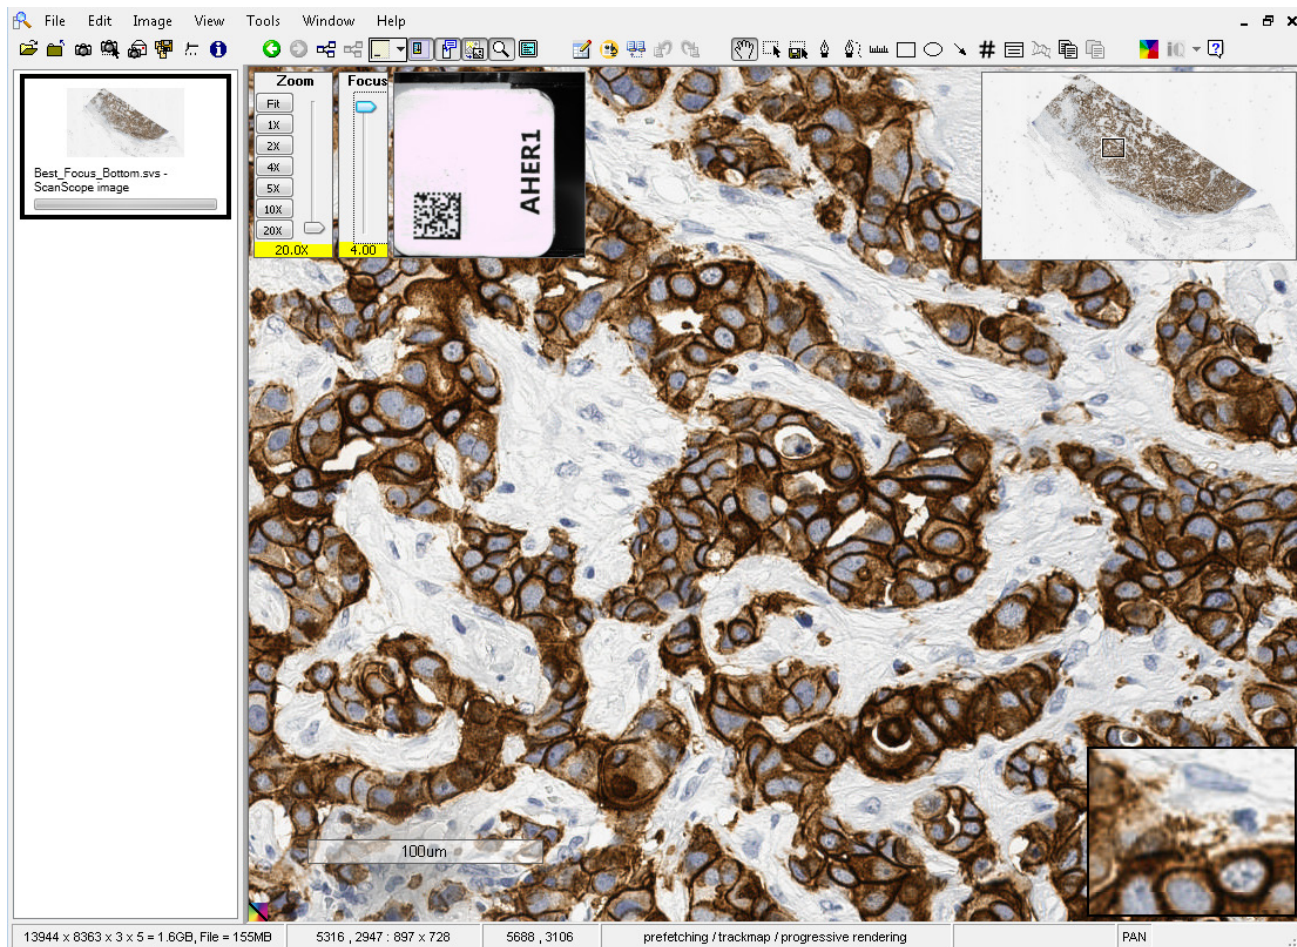 File Edit Image View Tools Window Help
iQ
Best_Focus_Bottom.svs -
ScanScope image
Zoom
Fit
1X
2X
4X
5X
10X
20X
20.0X
Focus
4.00
AHER1
100um
13944 x 8363 x 3 x 5 = 1.6GB, File = 155MB
5316 , 2947 : 897 x 728
5688 , 3106
prefetching / trackmap / progressive rendering
PAN